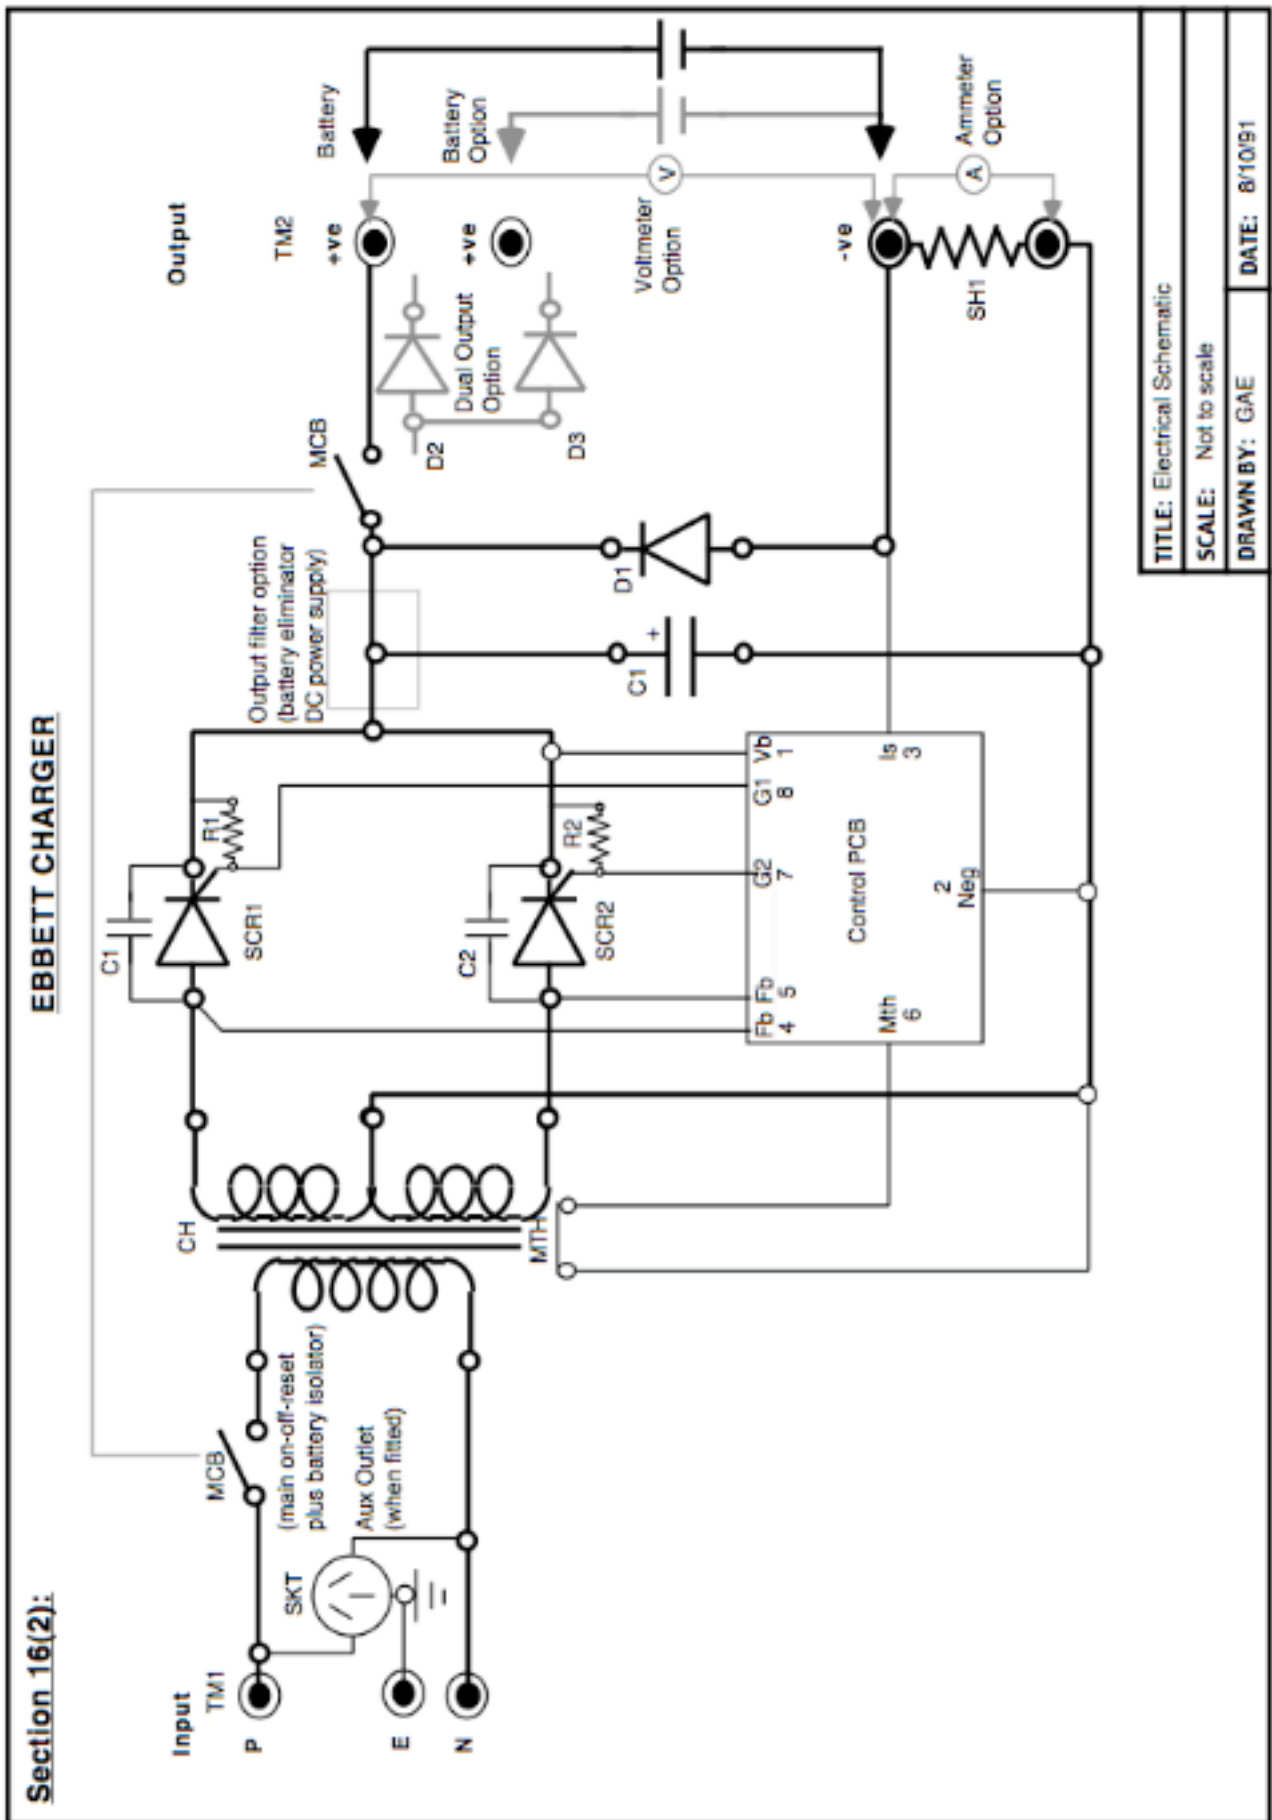 Section 16(2):
EBBETT CHARGER
Input
TM1
P
E
N
SKT
Aux Outlet
(when fitted)
MCB
(main on-off-reset
plus battery isolator)
CH
MTH
C1
SCR1
R1
C2
SCR2
R2
Fb
4
Fb
5
G2
7
G1
8
Vb
1
Mth
6
Control PCB
2
Neg
Is
3
Output filter option
(battery eliminator
DC power supply)
C1
+
D1
MCB
D2
D3
Dual Output
Option
Output
TM2
+ve
+ve
-ve
Battery
Battery
Option
Voltmeter
Option
V
SH1
A
Ammeter
Option
TITLE: Electrical Schematic
SCALE: Not to scale
DRAWN BY: GAE
DATE: 8/10/91